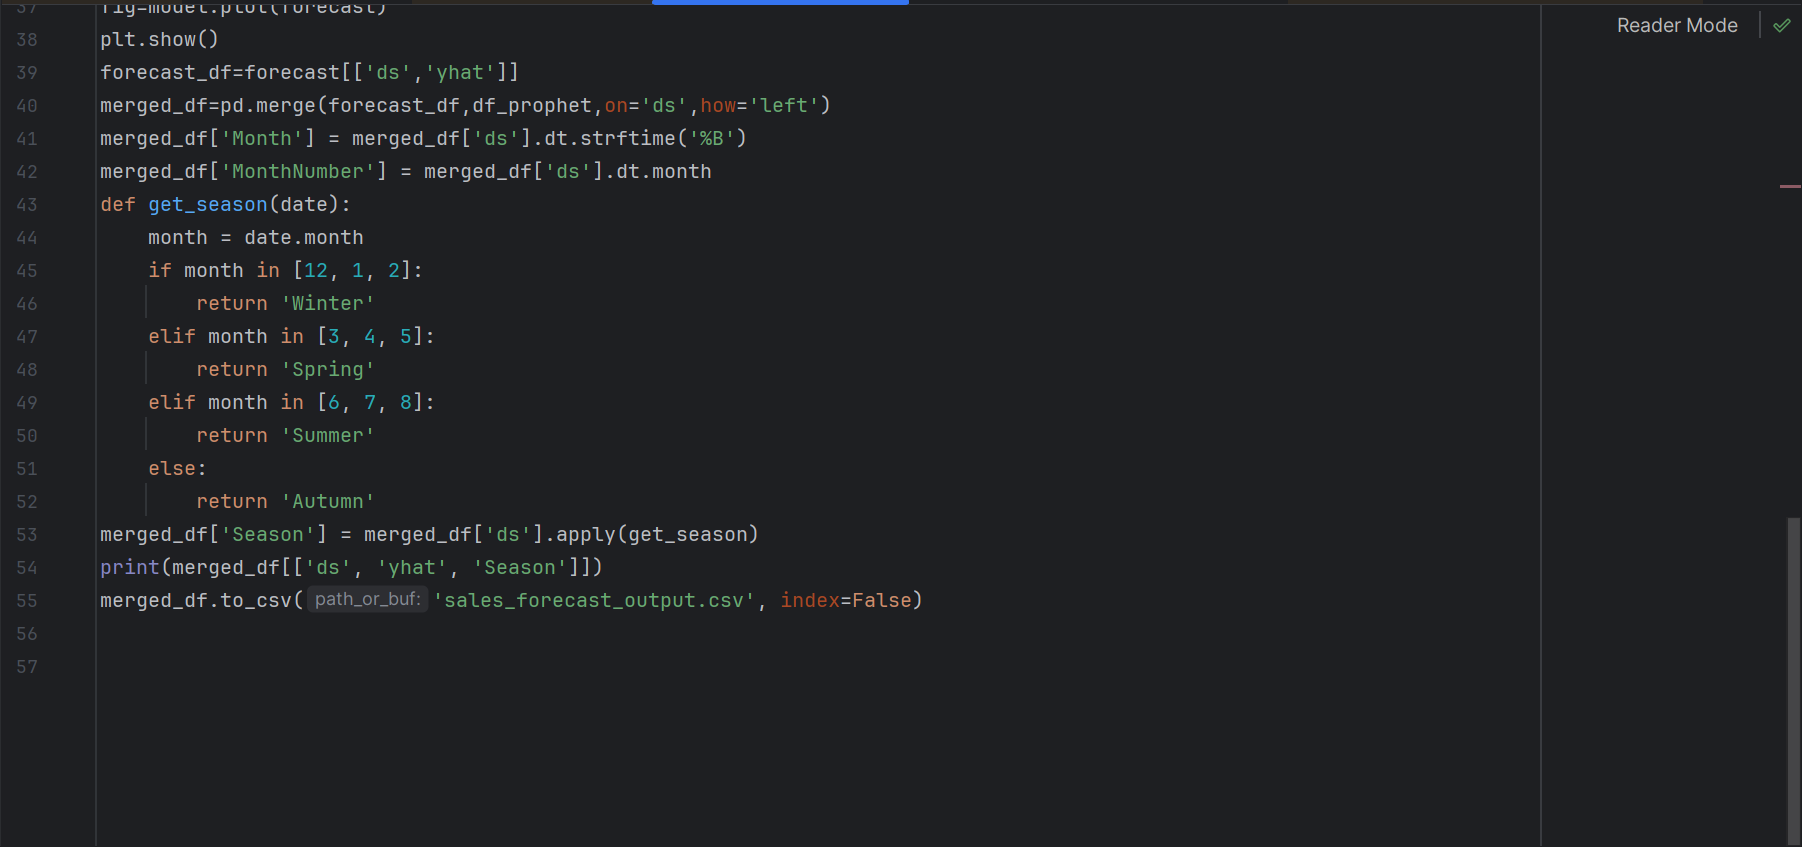 37 fig=model.plot(forecast)
Reader Mode
38 plt.show()
39 forecast_df=forecast[['ds','yhat']]
40 merged_df=pd.merge(forecast_df,df_prophet,on='ds',how='left')
41 merged_df['Month'] = merged_df['ds'].dt.strftime('%B')
42 merged_df['MonthNumber'] = merged_df['ds'].dt.month
43 def get_season(date):
44     month = date.month
45     if month in [12, 1, 2]:
46         return 'Winter'
47     elif month in [3, 4, 5]:
48         return 'Spring'
49     elif month in [6, 7, 8]:
50         return 'Summer'
51     else:
52         return 'Autumn'
53 merged_df['Season'] = merged_df['ds'].apply(get_season)
54 print(merged_df[['ds', 'yhat', 'Season']])
55 merged_df.to_csv( path_or_buf: 'sales_forecast_output.csv', index=False)
56
57